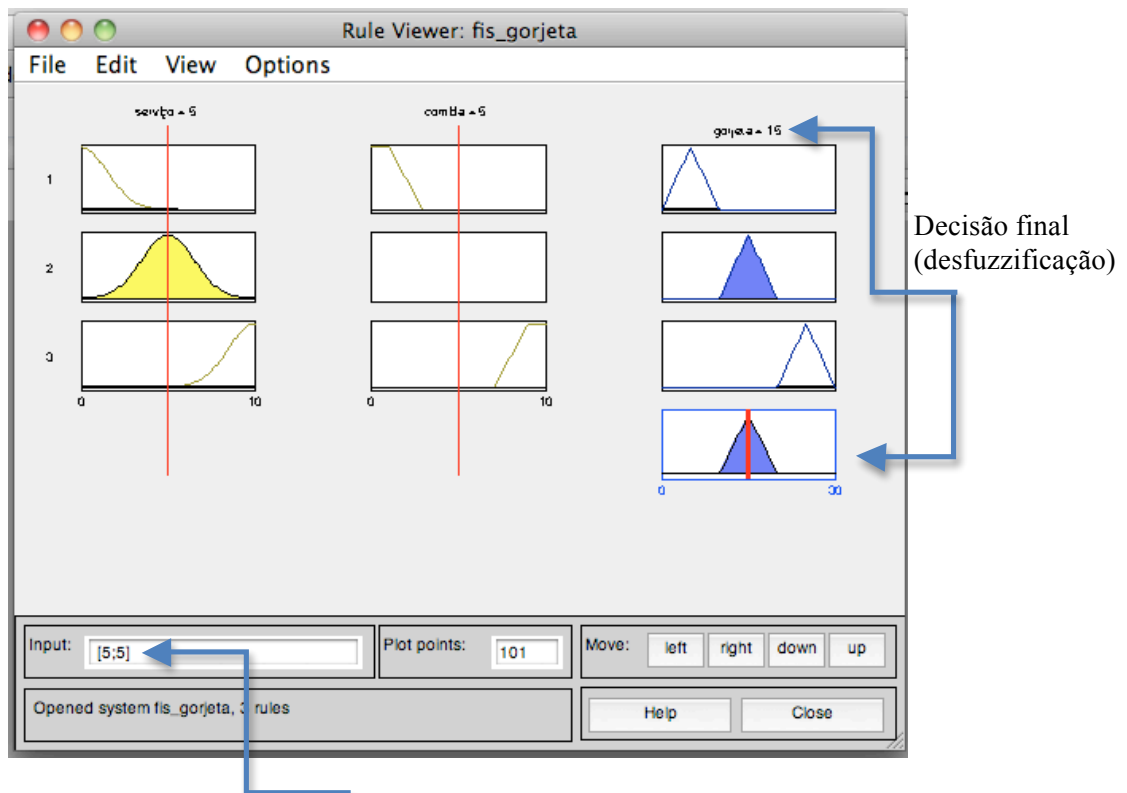 Rule Viewer: fis_gorjeta
File Edit View Options
serviço = 5
comida = 5
gorjeta = 15
1
2
3
0
10
0
10
0
30
Decisão final
(desfuzzificação)
Input:
[5;5]
Plot points:
101
Move:
left
right
down
up
Opened system fis_gorjeta, 3 rules
Help
Close